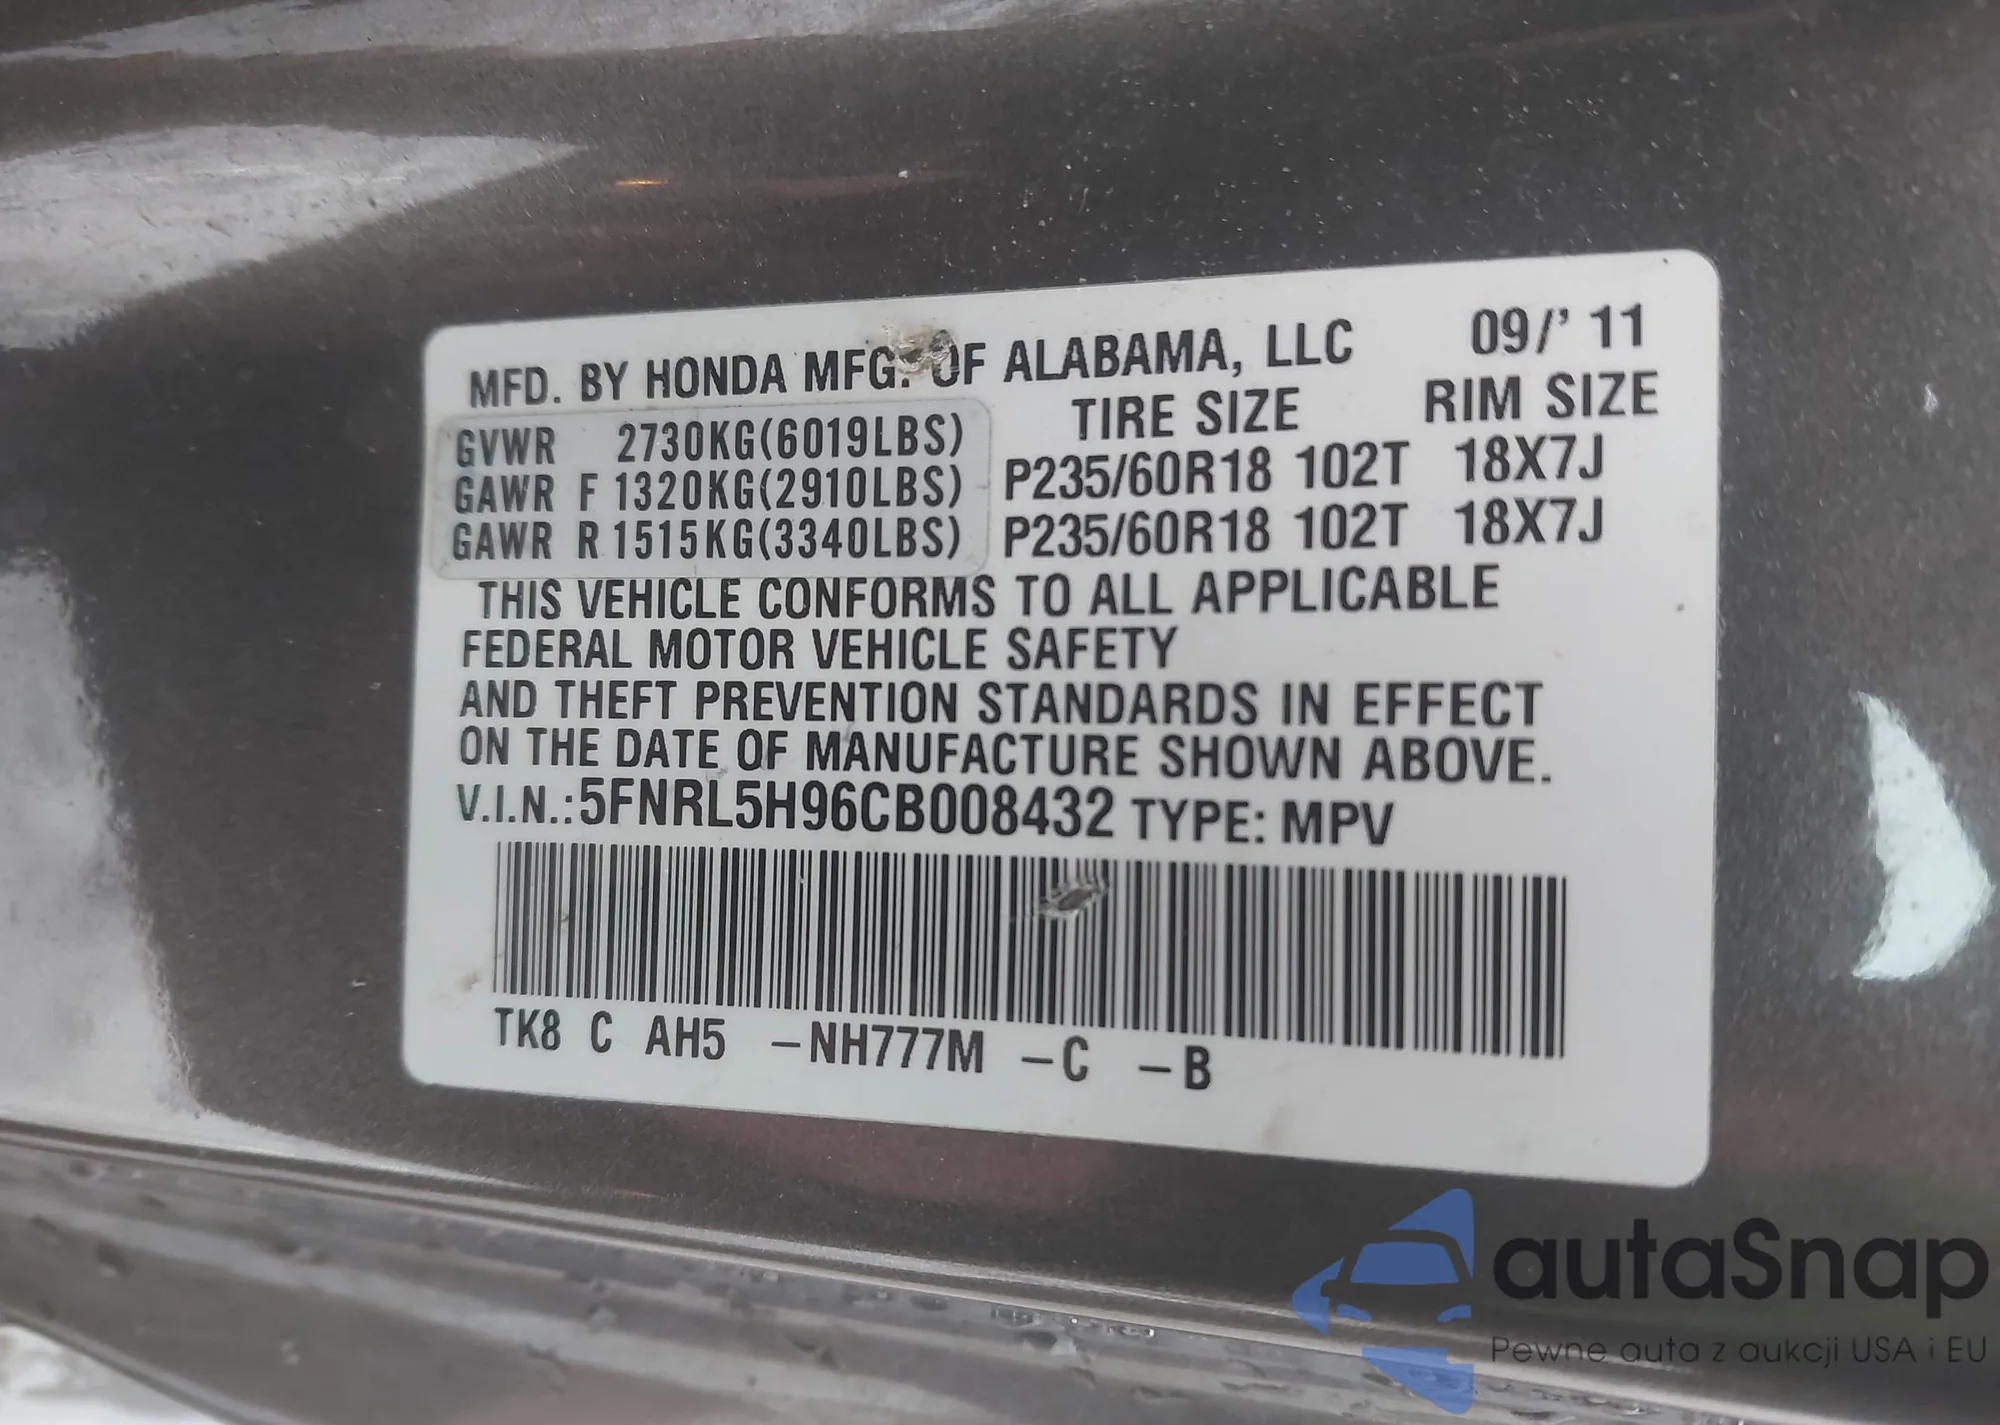 MFD. BY HONDA MFG. OF ALABAMA, LLC 09/'11
TIRE SIZE RIM SIZE
GVWR 2730KG(6019LBS)
GAWR F 1320KG(2910LBS) P235/60R18 102T 18X7J
GAWR R 1515KG(3340LBS) P235/60R18 102T 18X7J
THIS VEHICLE CONFORMS TO ALL APPLICABLE
FEDERAL MOTOR VEHICLE SAFETY
AND THEFT PREVENTION STANDARDS IN EFFECT
ON THE DATE OF MANUFACTURE SHOWN ABOVE.
V.I.N.:5FNRL5H96CB008432 TYPE: MPV
TK8 C AH5 -NH777M -C -B
autaSnap
Pewne auta z aukcji USA i EU